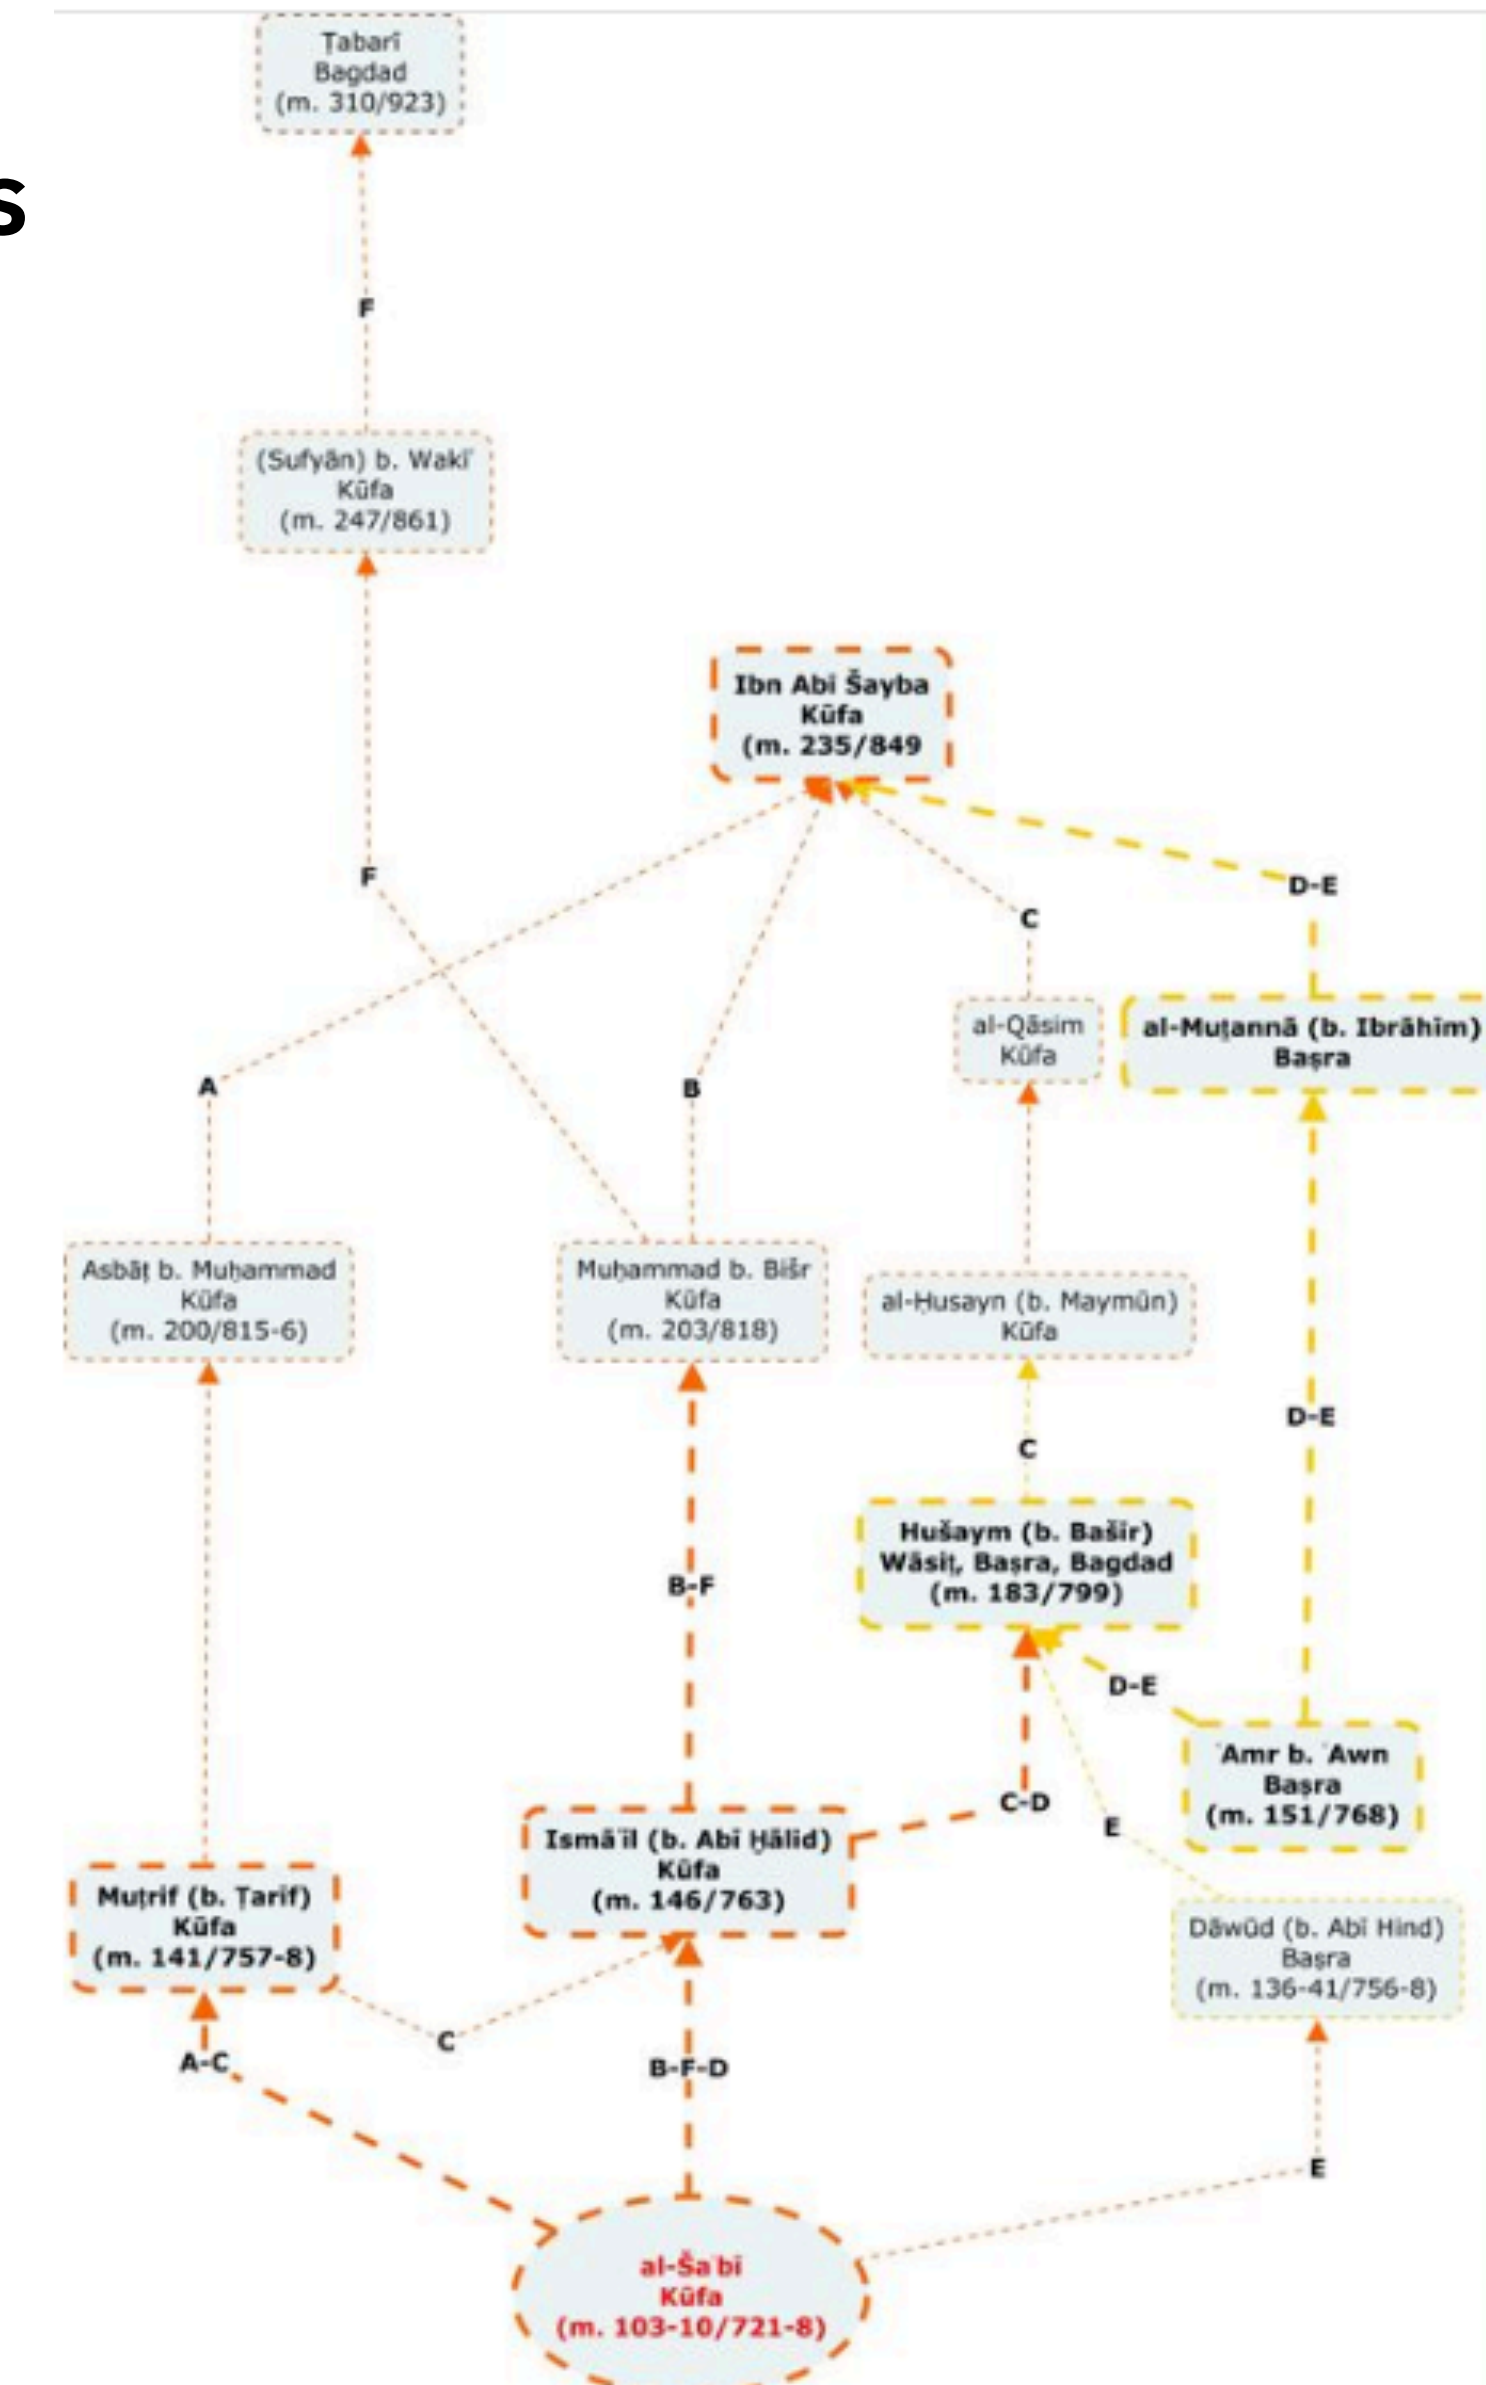 s
Ṭabarī
Bagdad
(m. 310/923)
F
(Sufyān) b. Wakīʿ
Kūfa
(m. 247/861)
Ibn Abī Šayba
Kūfa
(m. 235/849
F
D-E
C
al-Qāsim
Kūfa
al-Muṯannā (b. Ibrāhīm)
Baṣra
A
B
Asbāṭ b. Muḥammad
Kūfa
(m. 200/815-6)
Muḥammad b. Bišr
Kūfa
(m. 203/818)
al-Ḥusayn (b. Maymūn)
Kūfa
D-E
C
Hušaym (b. Bašīr)
Wāsiṭ, Baṣra, Bagdad
(m. 183/799)
B-F
D-E
ʿAmr b. ʿAwn
Baṣra
(m. 151/768)
C-D
E
Ismāʿīl (b. Abī Ḫālid)
Kūfa
(m. 146/763)
Muṭrif (b. Ṭarīf)
Kūfa
(m. 141/757-8)
Dāwūd (b. Abī Hind)
Baṣra
(m. 136-41/756-8)
C
A-C
B-F-D
E
al-Šaʿbī
Kūfa
(m. 103-10/721-8)